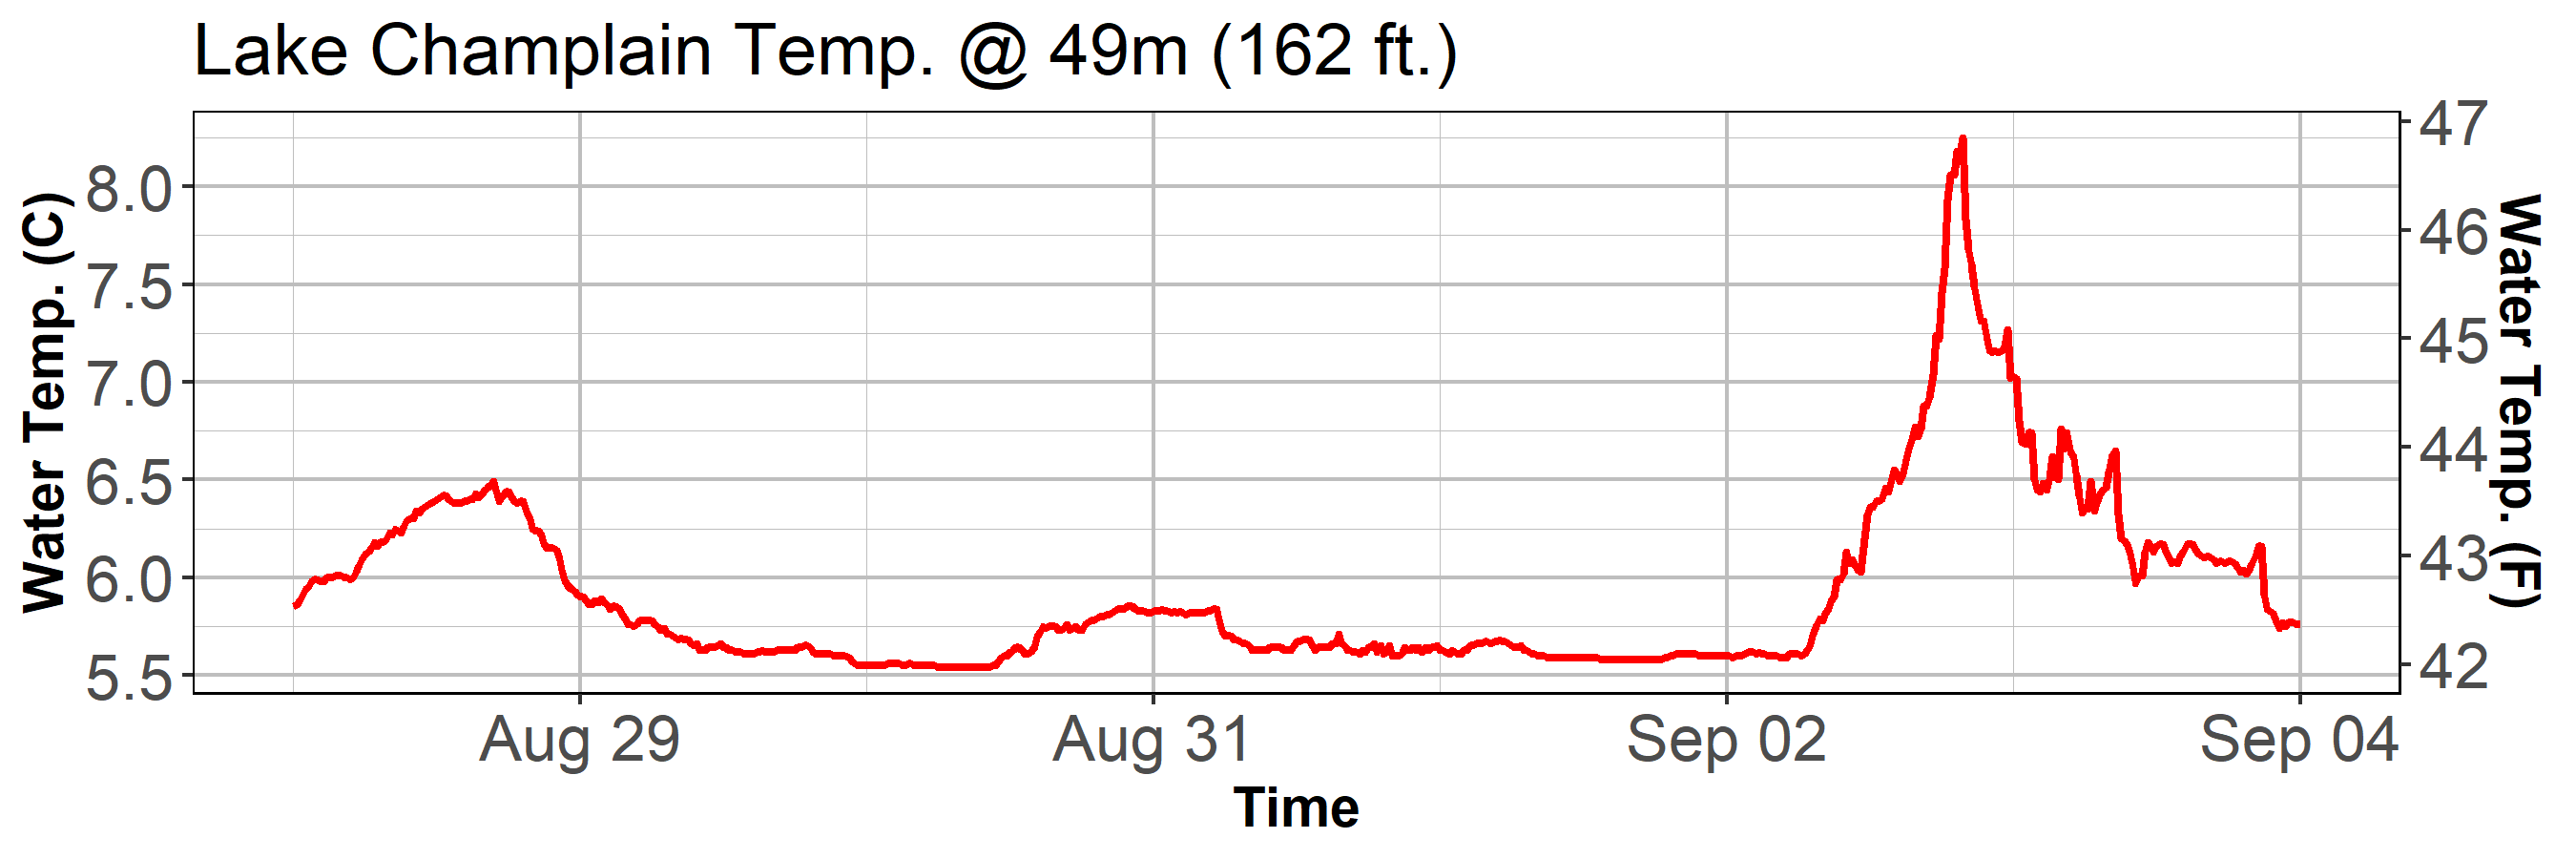 Lake Champlain Temp. @ 49m (162 ft.)
Water Temp. (C)
8.0
7.5
7.0
6.5
6.0
5.5
47
46
45
44
43
42
Water Temp. (F)
Aug 29
Aug 31
Sep 02
Sep 04
Time